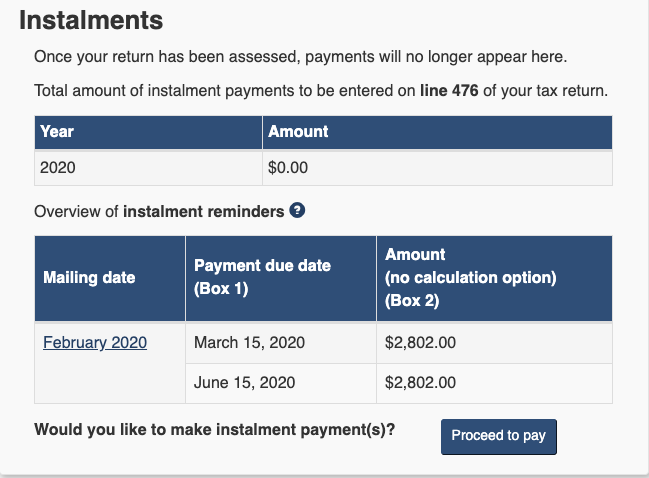 Instalments
Once your return has been assessed, payments will no longer appear here.
Total amount of instalment payments to be entered on line 476 of your tax return.
Year Amount
2020 $0.00
Overview of instalment reminders ?
Mailing date
Payment due date
(Box 1)
Amount
(no calculation option)
(Box 2)
February 2020 March 15, 2020 $2,802.00
June 15, 2020 $2,802.00
Would you like to make instalment payment(s)? Proceed to pay